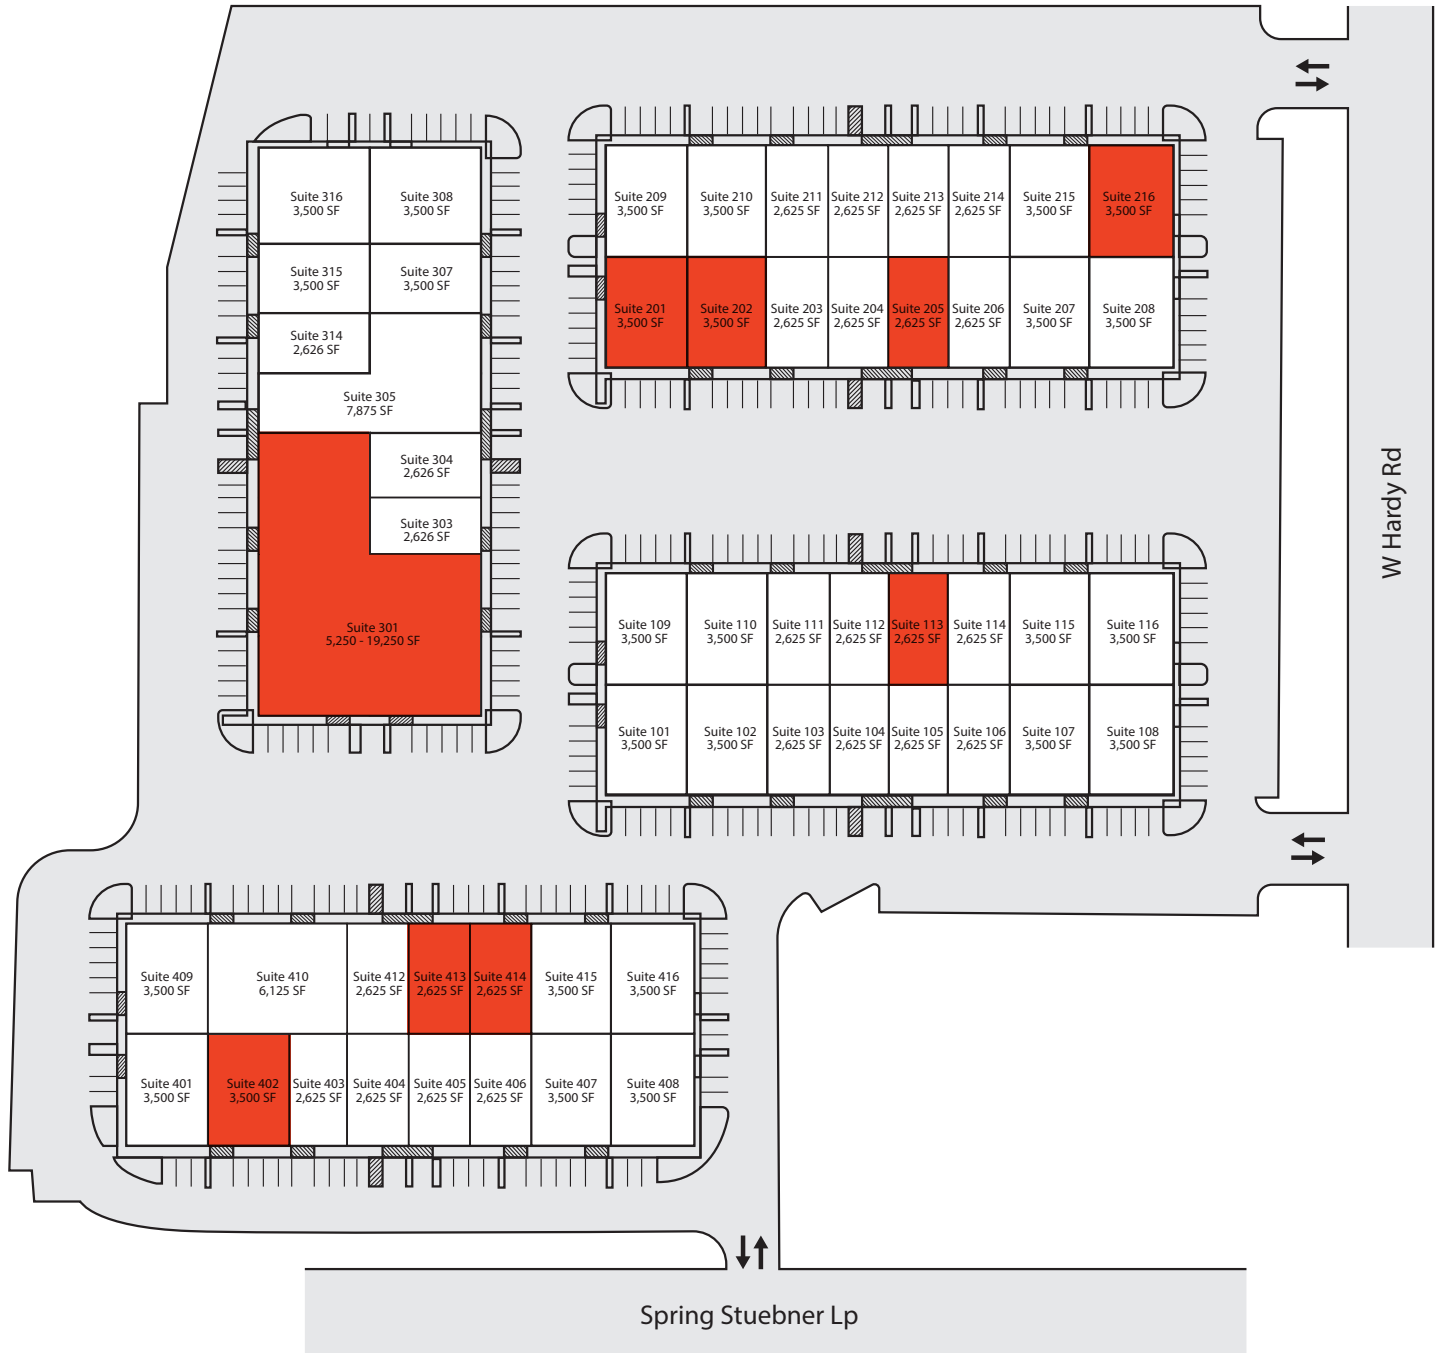 Suite 316
3,500 SF
Suite 308
3,500 SF
Suite 315
3,500 SF
Suite 307
3,500 SF
Suite 314
2,626 SF
Suite 305
7,875 SF
Suite 304
2,626 SF
Suite 303
2,626 SF
Suite 301
5,250 - 19,250 SF
Suite 209
3,500 SF
Suite 210
3,500 SF
Suite 211
2,625 SF
Suite 212
2,625 SF
Suite 213
2,625 SF
Suite 214
2,625 SF
Suite 215
3,500 SF
Suite 216
3,500 SF
Suite 201
3,500 SF
Suite 202
3,500 SF
Suite 203
2,625 SF
Suite 204
2,625 SF
Suite 205
2,625 SF
Suite 206
2,625 SF
Suite 207
3,500 SF
Suite 208
3,500 SF
Suite 109
3,500 SF
Suite 110
3,500 SF
Suite 111
2,625 SF
Suite 112
2,625 SF
Suite 113
2,625 SF
Suite 114
2,625 SF
Suite 115
3,500 SF
Suite 116
3,500 SF
Suite 101
3,500 SF
Suite 102
3,500 SF
Suite 103
2,625 SF
Suite 104
2,625 SF
Suite 105
2,625 SF
Suite 106
2,625 SF
Suite 107
3,500 SF
Suite 108
3,500 SF
W Hardy Rd
Suite 409
3,500 SF
Suite 410
6,125 SF
Suite 412
2,625 SF
Suite 413
2,625 SF
Suite 414
2,625 SF
Suite 415
3,500 SF
Suite 416
3,500 SF
Suite 401
3,500 SF
Suite 402
3,500 SF
Suite 403
2,625 SF
Suite 404
2,625 SF
Suite 405
2,625 SF
Suite 406
2,625 SF
Suite 407
3,500 SF
Suite 408
3,500 SF
Spring Stuebner Lp